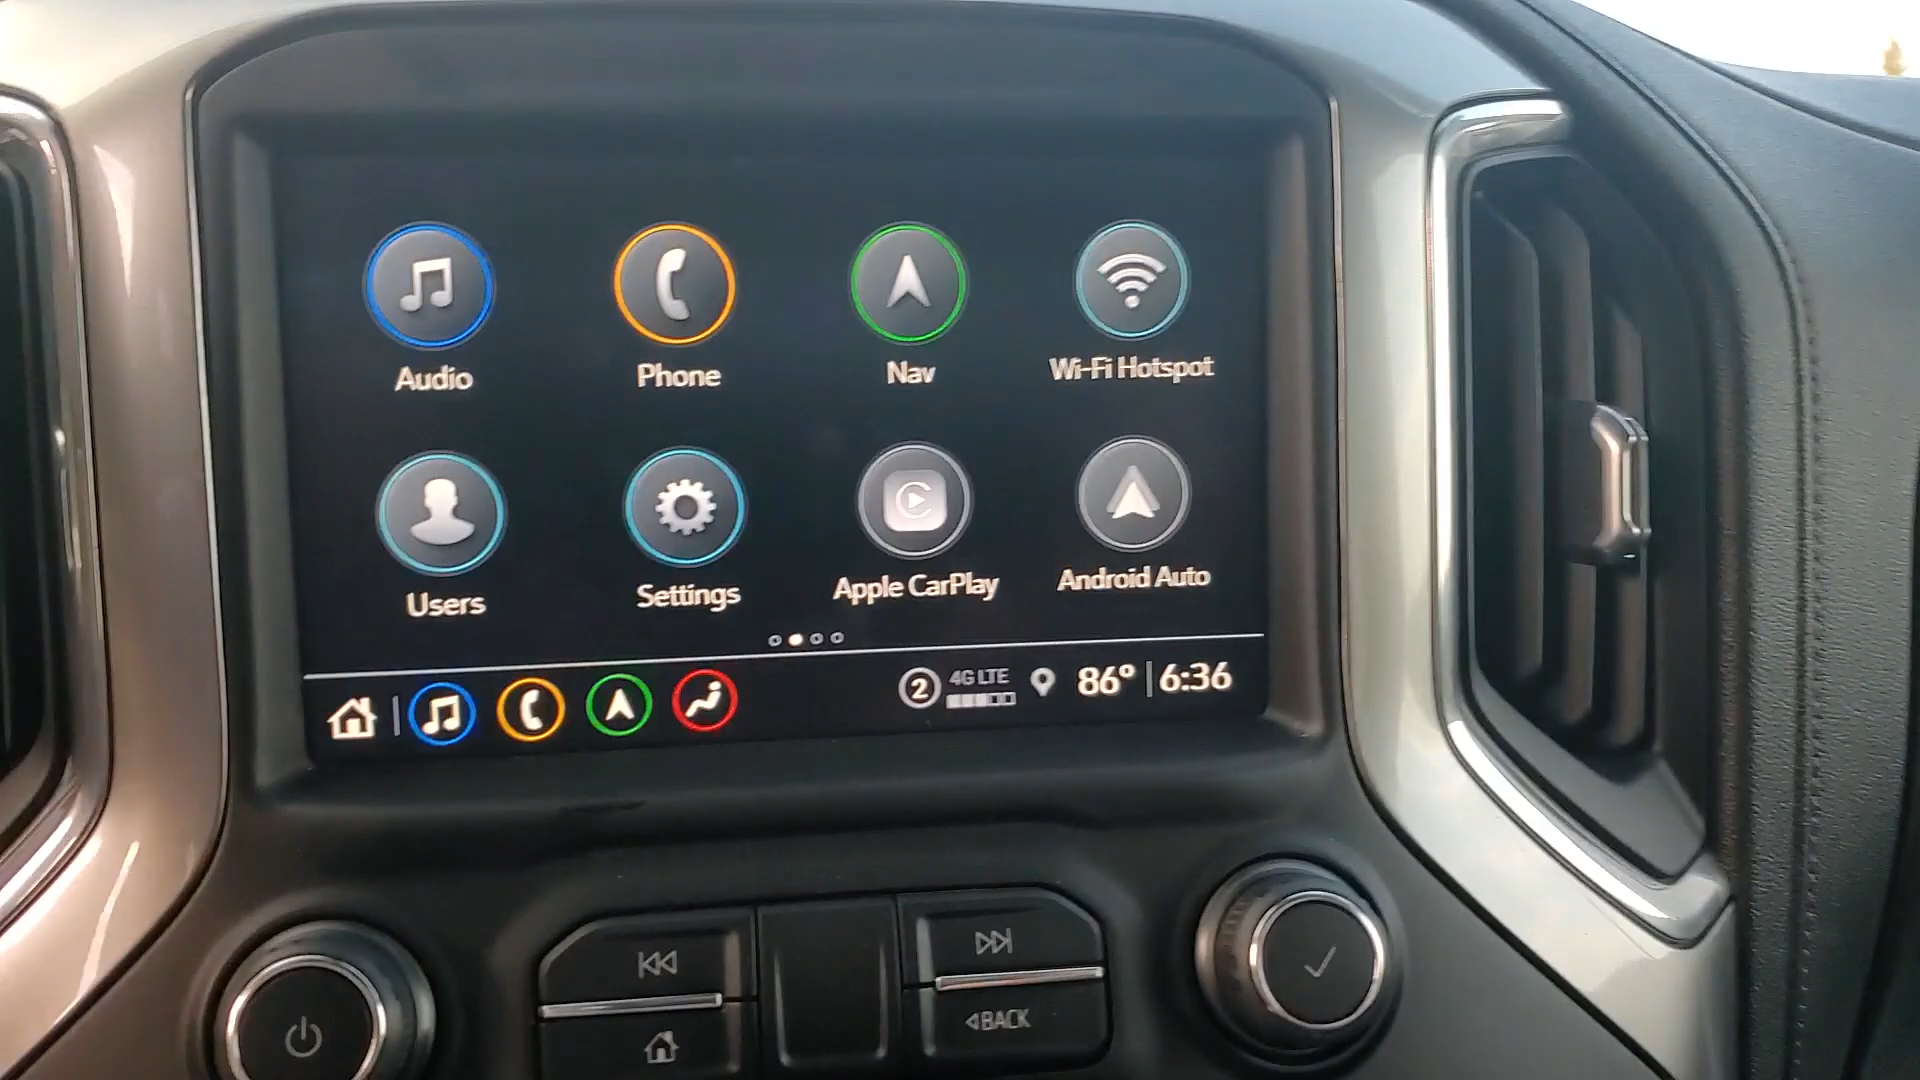 Audio
Phone
Nav
Wi-Fi Hotspot
Users
Settings
Apple CarPlay
Android Auto
2
4G LTE
86°
6:36
BACK